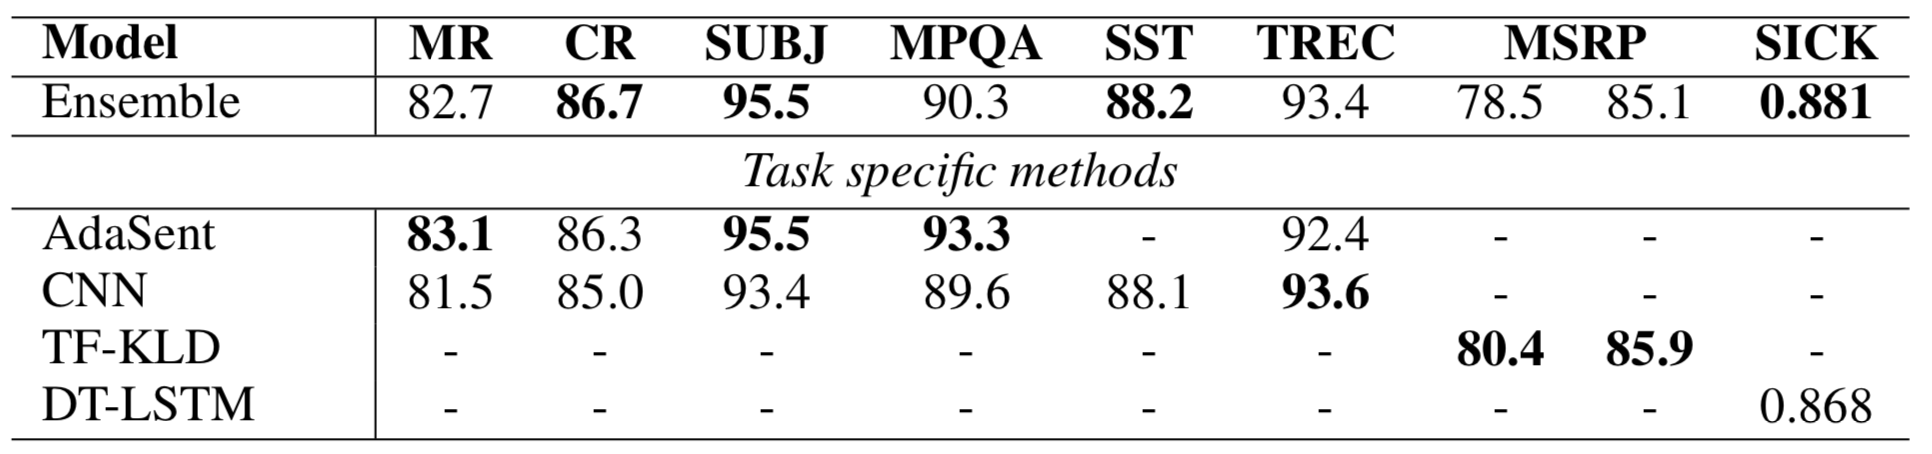 Model MR CR SUBJ MPQA SST TREC MSRP SICK
Ensemble 82.7 86.7 95.5 90.3 88.2 93.4 78.5 85.1 0.881
Task specific methods
AdaSent 83.1 86.3 95.5 93.3 - 92.4 - - -
CNN 81.5 85.0 93.4 89.6 88.1 93.6 - - -
TF-KLD - - - - - - 80.4 85.9 -
DT-LSTM - - - - - - - - 0.868